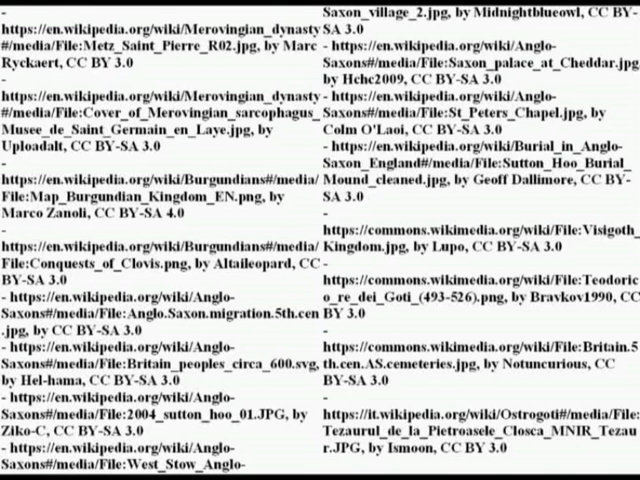 -
https://en.wikipedia.org/wiki/Merovingian_dynasty
#/media/File:Metz_Saint_Pierre_R02.jpg, by Marc
Ryckaert, CC BY 3.0
-
https://en.wikipedia.org/wiki/Merovingian_dynasty
#/media/File:Cover_of_Merovingian_sarcophagus_
Musee_de_Saint_Germain_en_Laye.jpg, by
Uploadalt, CC BY-SA 3.0
-
https://en.wikipedia.org/wiki/Burgundians#/media/
File:Map_Burgundian_Kingdom_EN.png, by
Marco Zanoli, CC BY-SA 4.0
-
https://en.wikipedia.org/wiki/Burgundians#/media/
File:Conquests_of_Clovis.png, by Altaileopard, CC
BY-SA 3.0
- https://en.wikipedia.org/wiki/Anglo-
Saxons#/media/File:Anglo.Saxon.migration.5th.cen
.jpg, by CC BY-SA 3.0
- https://en.wikipedia.org/wiki/Anglo-
Saxons#/media/File:Britain_peoples_circa_600.svg,
by Hel-hama, CC BY-SA 3.0
- https://en.wikipedia.org/wiki/Anglo-
Saxons#/media/File:2004_sutton_hoo_01.JPG, by
Ziko-C, CC BY-SA 3.0
- https://en.wikipedia.org/wiki/Anglo-
Saxons#/media/File:West_Stow_Anglo-
Saxon_village_2.jpg, by Midnightblueowl, CC BY-
SA 3.0
- https://en.wikipedia.org/wiki/Anglo-
Saxons#/media/File:Saxon_palace_at_Cheddar.jpg,
by Hchc2009, CC BY-SA 3.0
- https://en.wikipedia.org/wiki/Anglo-
Saxons#/media/File:St_Peters_Chapel.jpg, by
Colm O'Laoi, CC BY-SA 3.0
- https://en.wikipedia.org/wiki/Burial_in_Anglo-
Saxon_England#/media/File:Sutton_Hoo_Burial_
Mound_cleaned.jpg, by Geoff Dallimore, CC BY-
SA 3.0
-
https://commons.wikimedia.org/wiki/File:Visigoth_
Kingdom.jpg, by Lupo, CC BY-SA 3.0
-
https://commons.wikimedia.org/wiki/File:Teodoric
o_re_dei_Goti_(493-526).png, by Bravkov1990, CC
BY 3.0
-
https://commons.wikimedia.org/wiki/File:Britain.5
th.cen.AS.cemeteries.jpg, by Notuncurious, CC
BY-SA 3.0
-
https://it.wikipedia.org/wiki/Ostrogoti#/media/File:
Tezaurul_de_la_Pietroasele_Closca_MNIR_Tezau
r.JPG, by Ismoon, CC BY 3.0